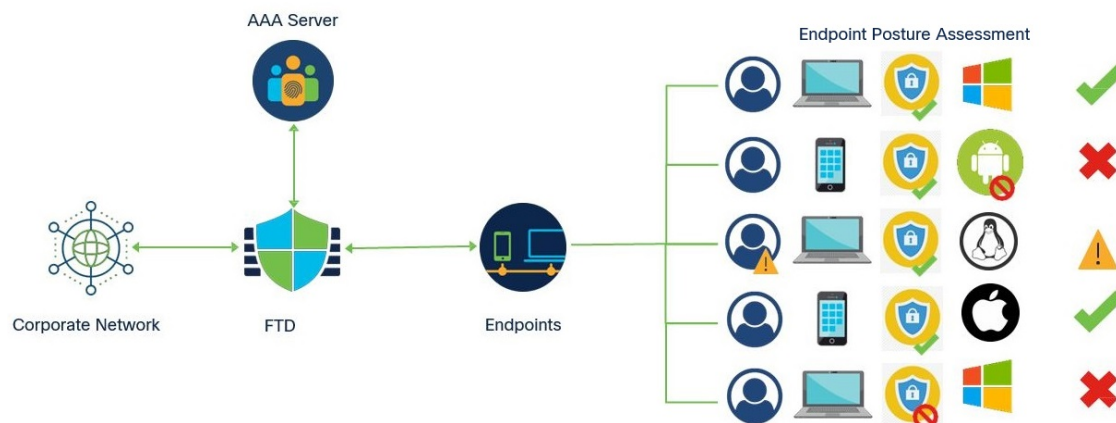 AAA Server
Endpoint Posture Assessment
Corporate Network
FTD
Endpoints